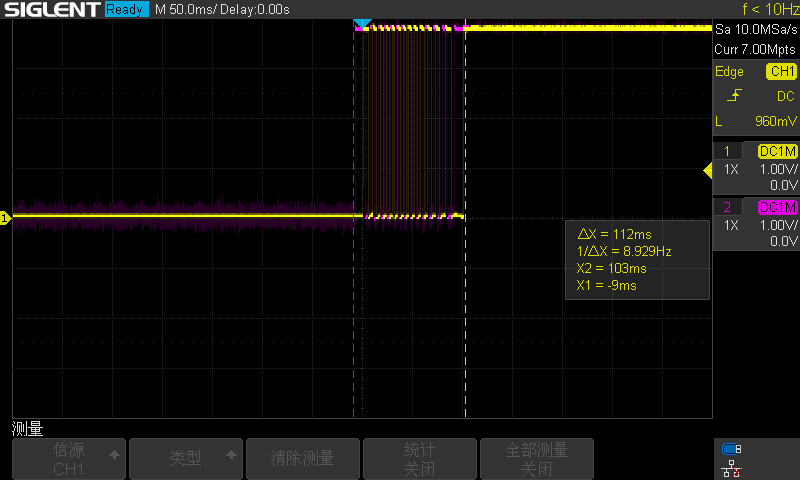 SIGLENT Ready M 50.0ms/ Delay:0.00s f < 10Hz
Sa 10.0MSa/s
Curr 7.00Mpts
Edge CH1
DC
L 960mV
1 DC1M
1X 1.00V/
0.0V
2 DC1M
1X 1.00V/
0.0V
1
ΔX = 112ms
1/ΔX = 8.929Hz
X2 = 103ms
X1 = -9ms
测量
信源 类型 清除测量 统计 全部测量
CH1 关闭 关闭